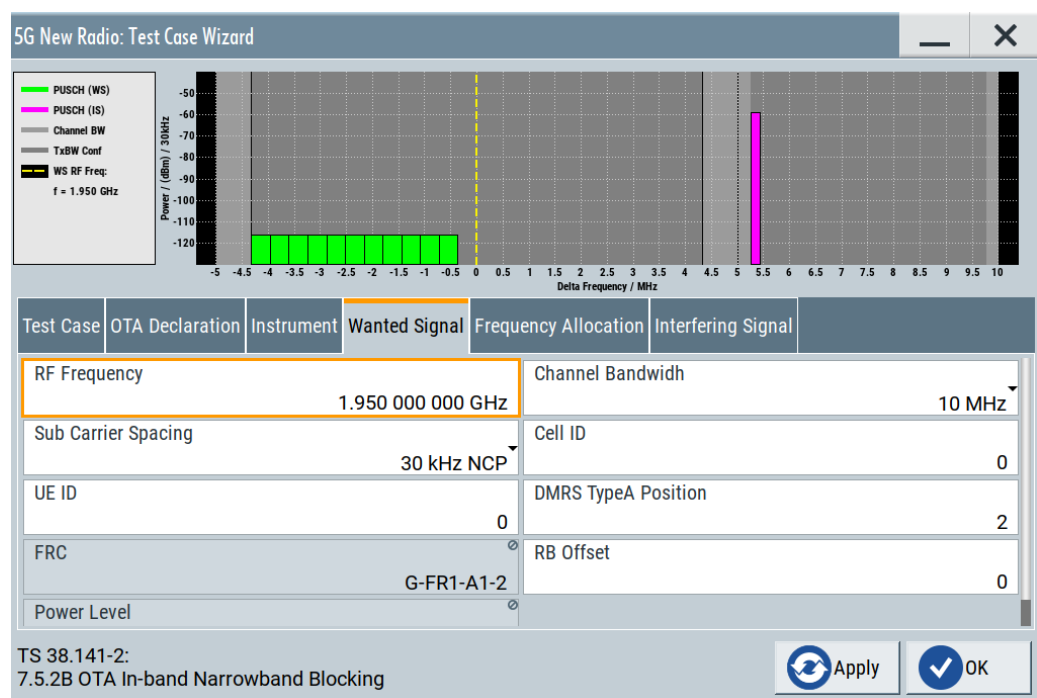 5G New Radio: Test Case Wizard
PUSCH (WS)
PUSCH (IS)
Channel BW
TxBW Conf
WS RF Freq:
f = 1.950 GHz
Power / (dBm) / 30kHz
-50
-60
-70
-80
-90
-100
-110
-120
-5 -4.5 -4 -3.5 -3 -2.5 -2 -1.5 -1 -0.5 0 0.5 1 1.5 2 2.5 3 3.5 4 4.5 5 5.5 6 6.5 7 7.5 8 8.5 9 9.5 10
Delta Frequency / MHz
Test Case OTA Declaration Instrument Wanted Signal Frequency Allocation Interfering Signal
RF Frequency
1.950 000 000 GHz
Channel Bandwidh
10 MHz
Sub Carrier Spacing
30 kHz NCP
Cell ID
0
UE ID
0
DMRS TypeA Position
2
FRC
G-FR1-A1-2
RB Offset
0
Power Level
TS 38.141-2:
7.5.2B OTA In-band Narrowband Blocking
Apply
OK